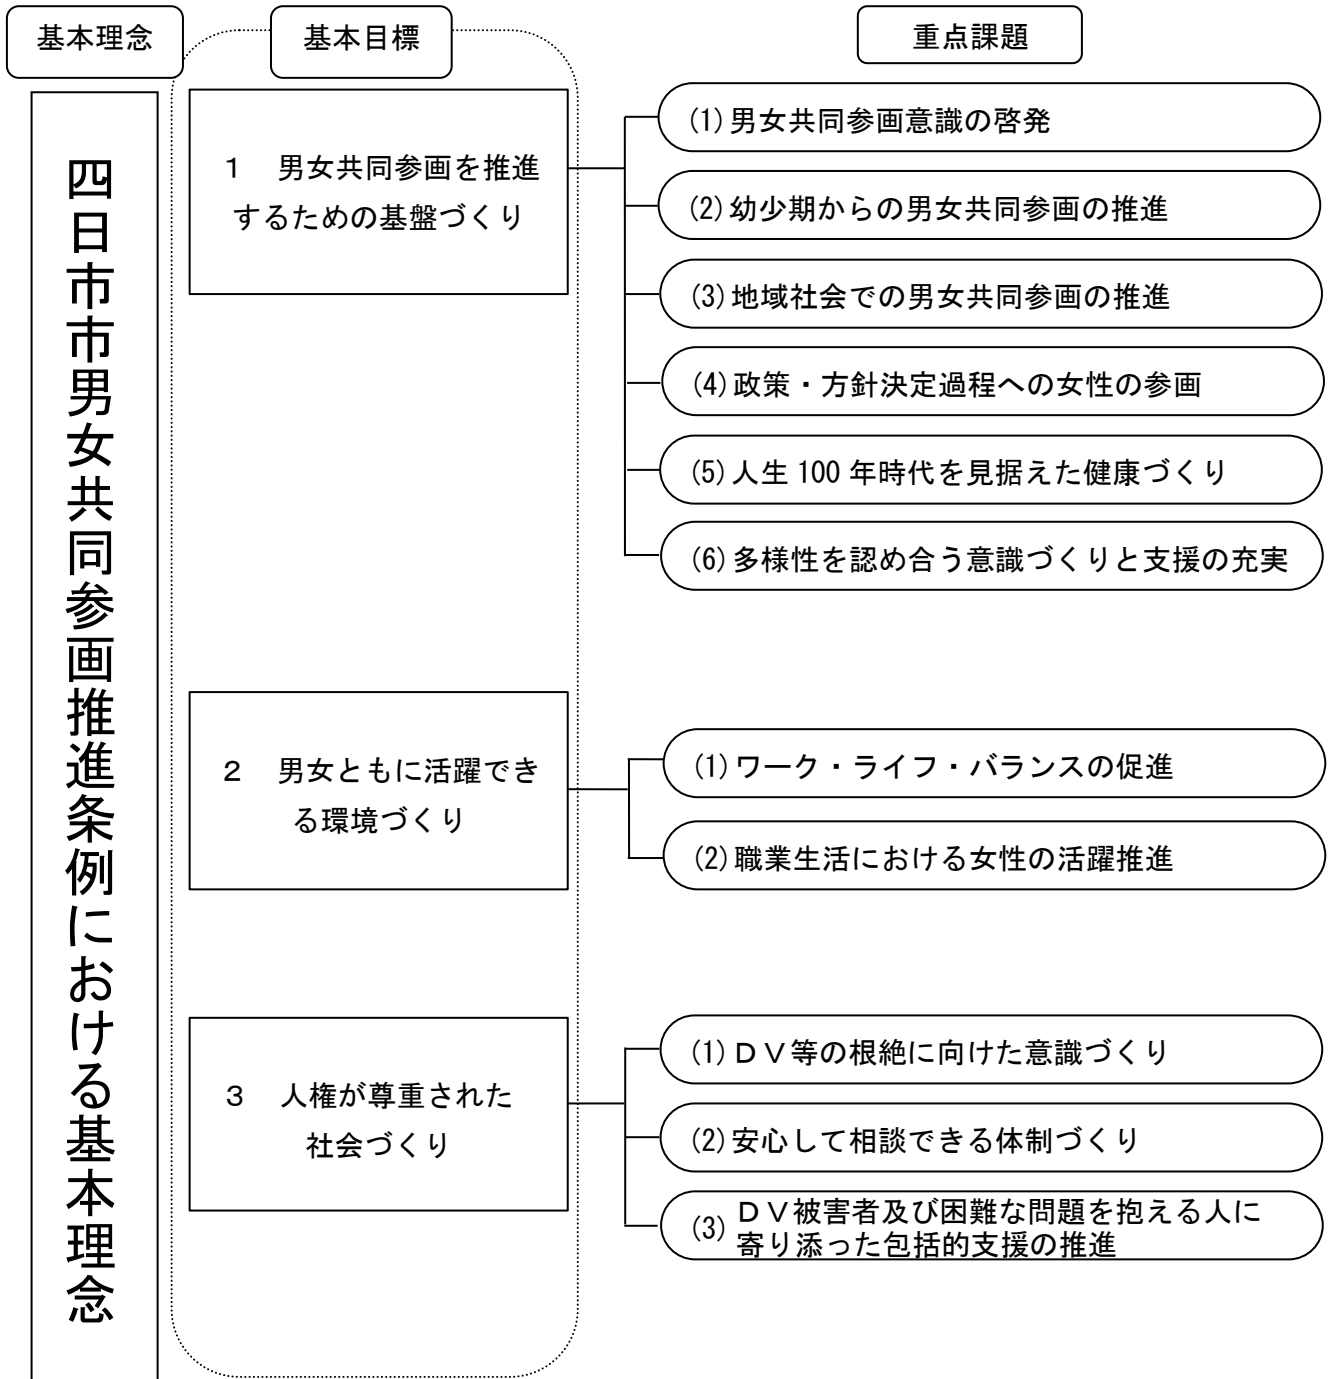 基本理念
基本目標
重点課題
四日市市男女共同参画推進条例における基本理念
1 男女共同参画を推進
するための基盤づくり
(1)男女共同参画意識の啓発
(2)幼少期からの男女共同参画の推進
(3)地域社会での男女共同参画の推進
(4)政策・方針決定過程への女性の参画
(5)人生100年時代を見据えた健康づくり
(6)多様性を認め合う意識づくりと支援の充実
2 男女ともに活躍でき
る環境づくり
(1)ワーク・ライフ・バランスの促進
(2)職業生活における女性の活躍推進
3 人権が尊重された
社会づくり
(1)DV等の根絶に向けた意識づくり
(2)安心して相談できる体制づくり
(3)DV被害者及び困難な問題を抱える人に
寄り添った包括的支援の推進